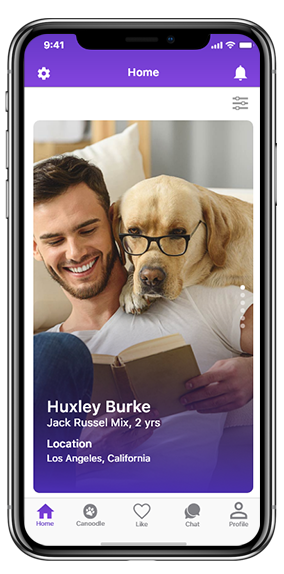 9:41
Home
Huxley Burke
Jack Russel Mix, 2 yrs
Location
Los Angeles, California
Home Canoodle Like Chat Profile